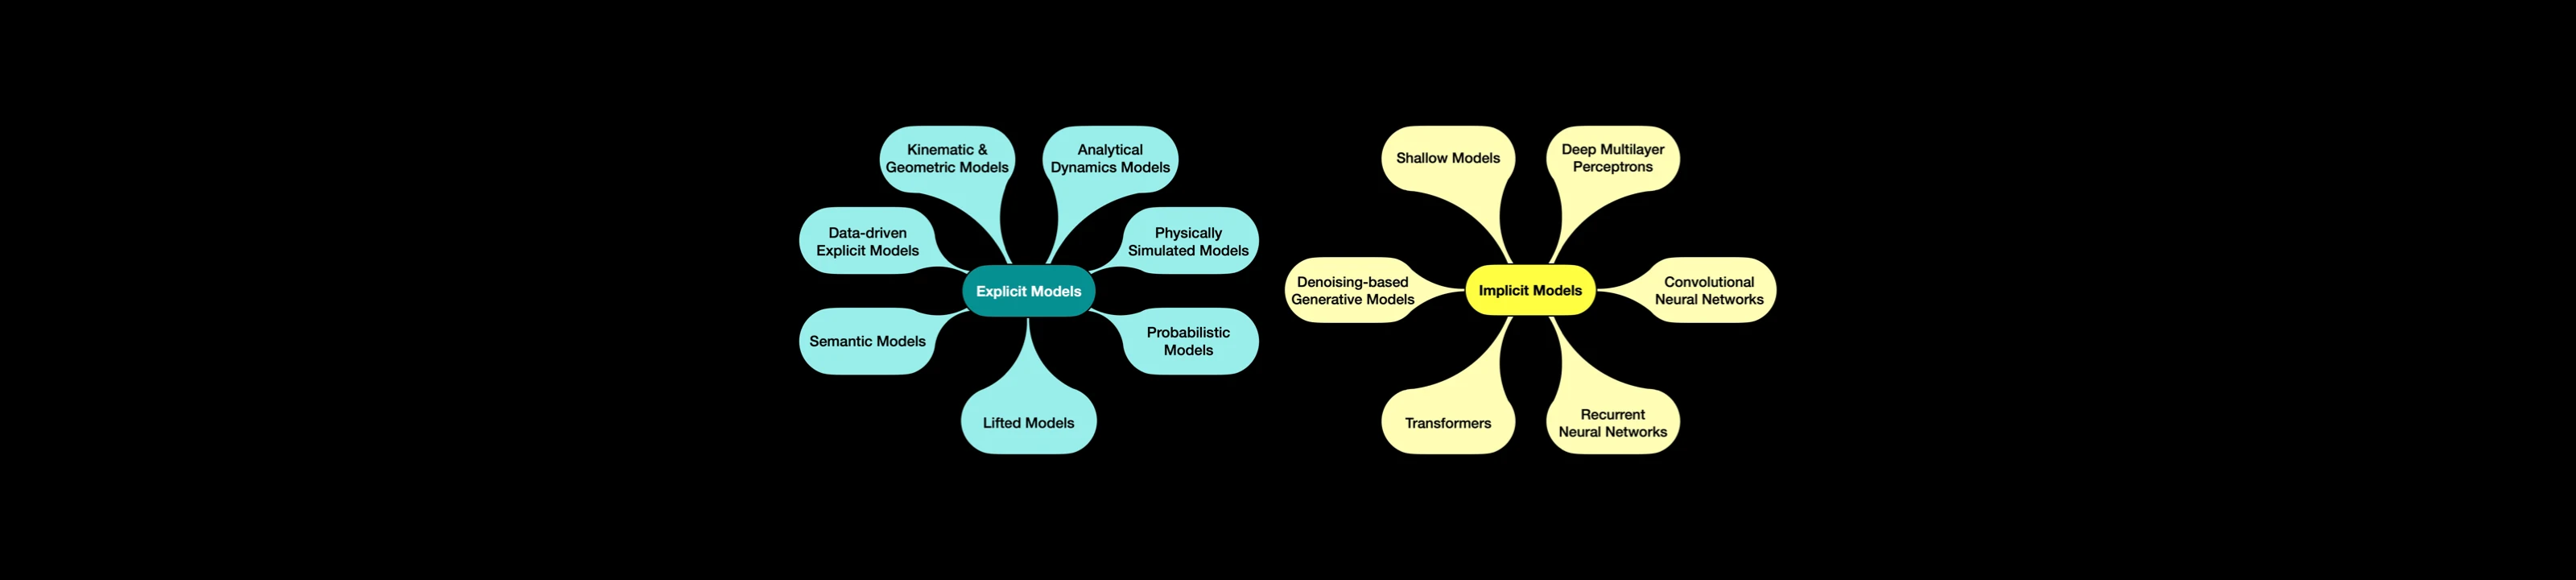 Kinematic &
Geometric Models
Analytical
Dynamics Models
Data-driven
Explicit Models
Physically
Simulated Models
Explicit Models
Semantic Models
Probabilistic
Models
Lifted Models
Shallow Models
Deep Multilayer
Perceptrons
Denoising-based
Generative Models
Implicit Models
Convolutional
Neural Networks
Transformers
Recurrent
Neural Networks